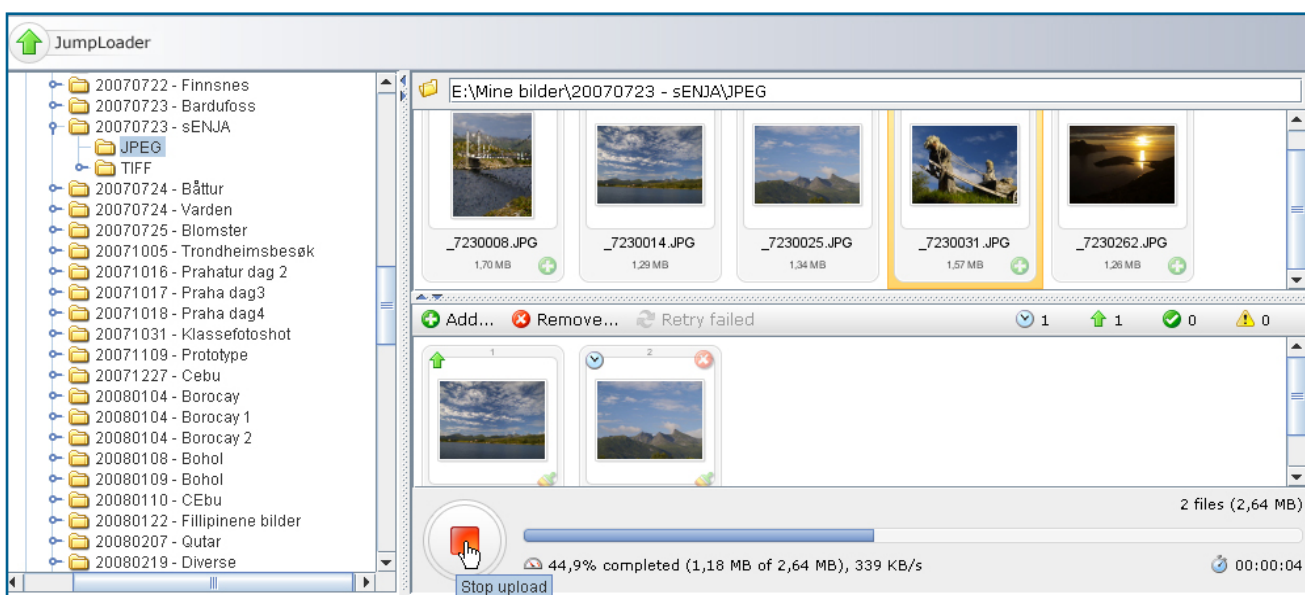 JumpLoader
20070722 - Finnsnes
20070723 - Bardufoss
20070723 - sENJA
JPEG
TIFF
20070724 - Båttur
20070724 - Varden
20070725 - Blomster
20071005 - Trondheimsbesøk
20071016 - Prahatur dag 2
20071017 - Praha dag3
20071018 - Praha dag4
20071031 - Klassefotoshot
20071109 - Prototype
20071227 - Cebu
20080104 - Borocay
20080104 - Borocay 1
20080104 - Borocay 2
20080108 - Bohol
20080109 - Bohol
20080110 - CEbu
20080122 - Fillipinene bilder
20080207 - Qutar
20080219 - Diverse
E:\Mine bilder\20070723 - sENJA\JPEG
_7230008.JPG _7230014.JPG _7230025.JPG _7230031.JPG _7230262.JPG
1,70 MB 1,29 MB 1,34 MB 1,57 MB 1,26 MB
Add... Remove... Retry failed 1 1 0 0
1 2
2 files (2,64 MB)
44,9% completed (1,18 MB of 2,64 MB), 339 KB/s 00:00:04
Stop upload